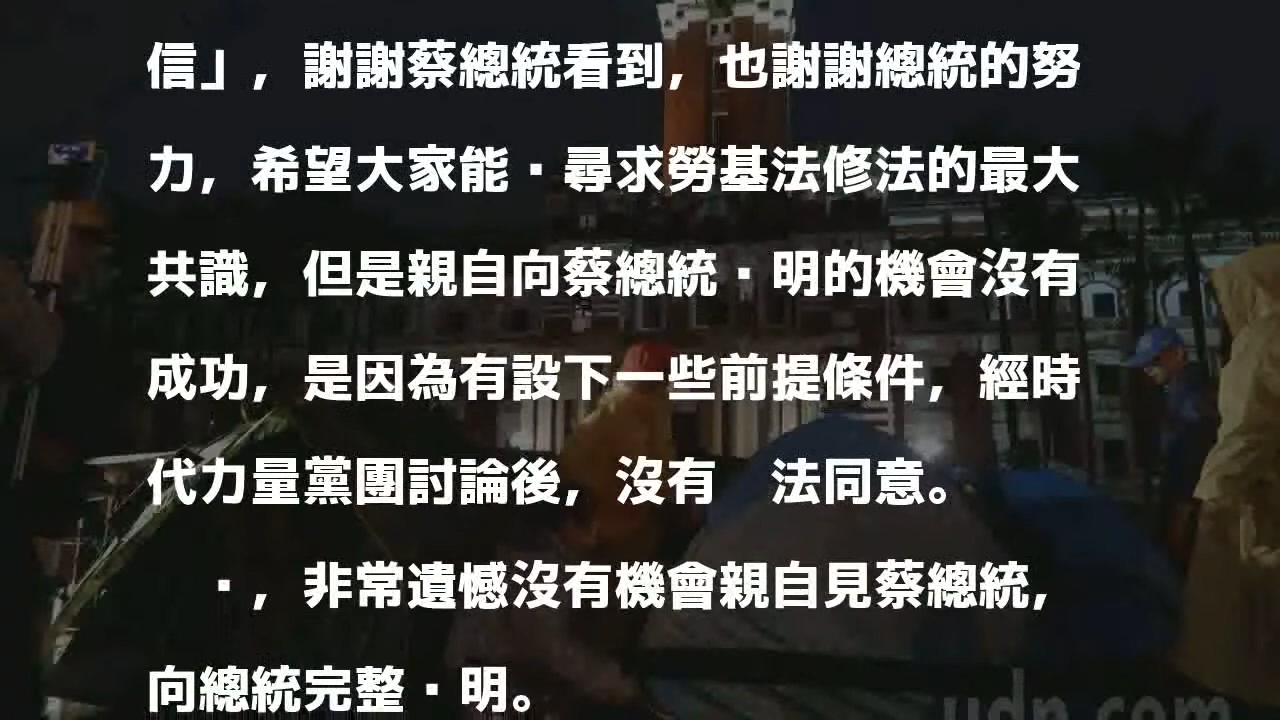 信」，謝謝蔡總統看到，也謝謝總統的努
力，希望大家能·尋求勞基法修法的最大
共識，但是親自向蔡總統·明的機會沒有
成功，是因為有設下一些前提條件，經時
代力量黨團討論後，沒有　法同意。
·，非常遺憾沒有機會親自見蔡總統，
向總統完整·明。
udn.com